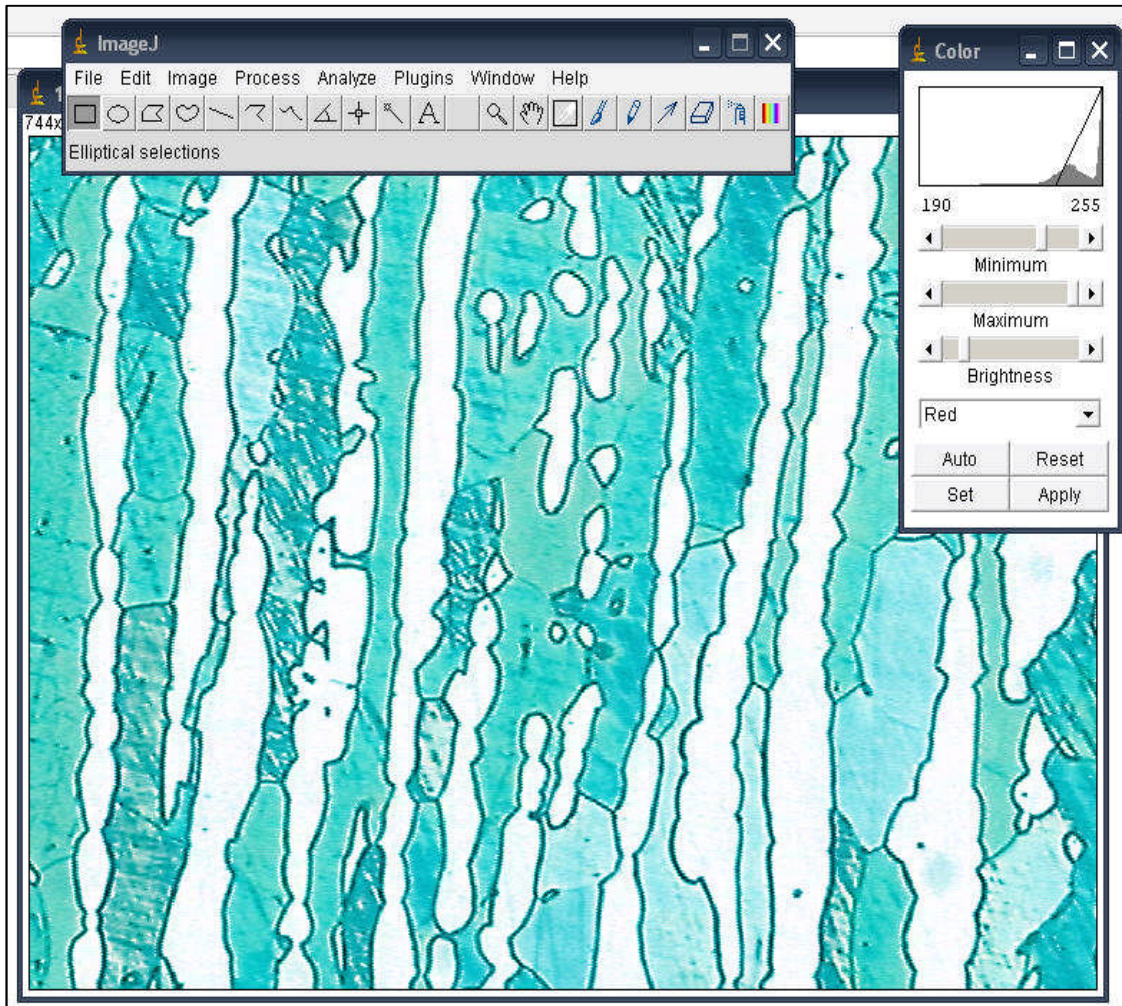 ImageJ
File Edit Image Process Analyze Plugins Window Help
A
Elliptical selections
744x
Color
190 255
Minimum
Maximum
Brightness
Red
Auto Reset
Set Apply